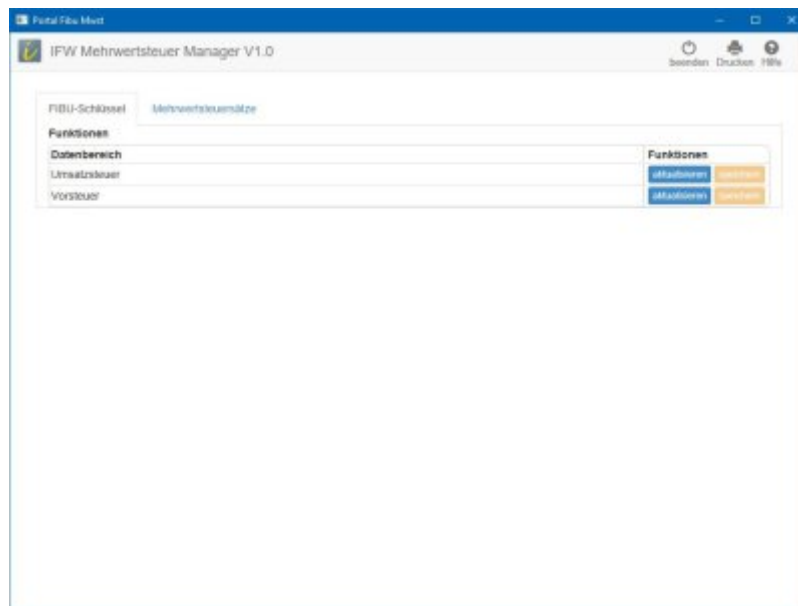 Portal Fibu Mwst
IFW Mehrwertsteuer Manager V1.0
beenden Drucken Hilfe
FIBU-Schlüssel Mehrwertsteuersätze
Funktionen
Datenbereich Funktionen
Umsatzsteuer aktualisieren speichern
Vorsteuer aktualisieren speichern